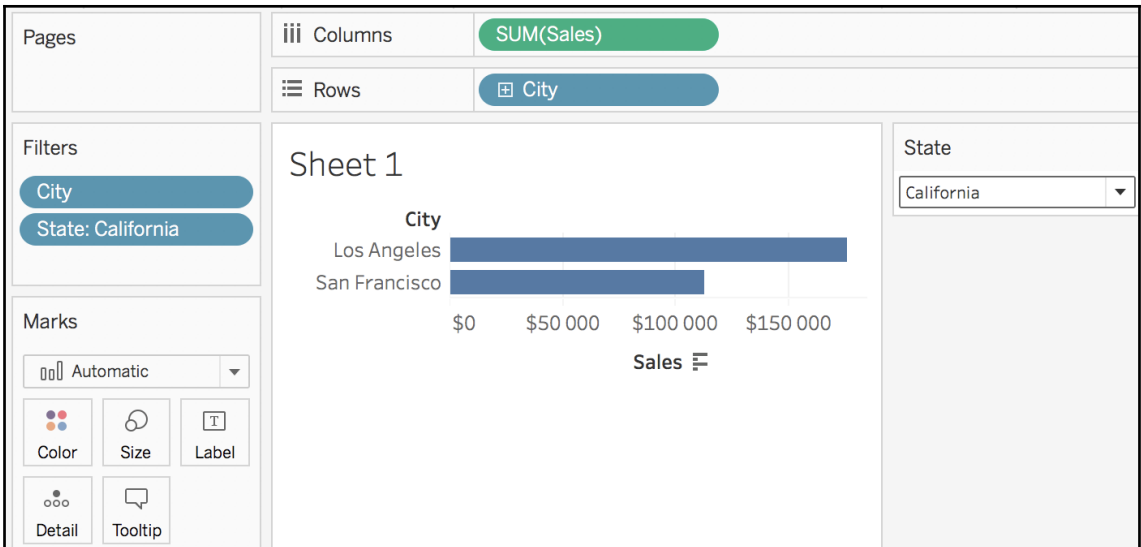 Pages
Columns
SUM(Sales)
Rows
City
Filters
City
State: California
Marks
Automatic
Color
Size
T
Label
Detail
Tooltip
Sheet 1
City
Los Angeles
San Francisco
$0 $50 000 $100 000 $150 000
Sales
State
California